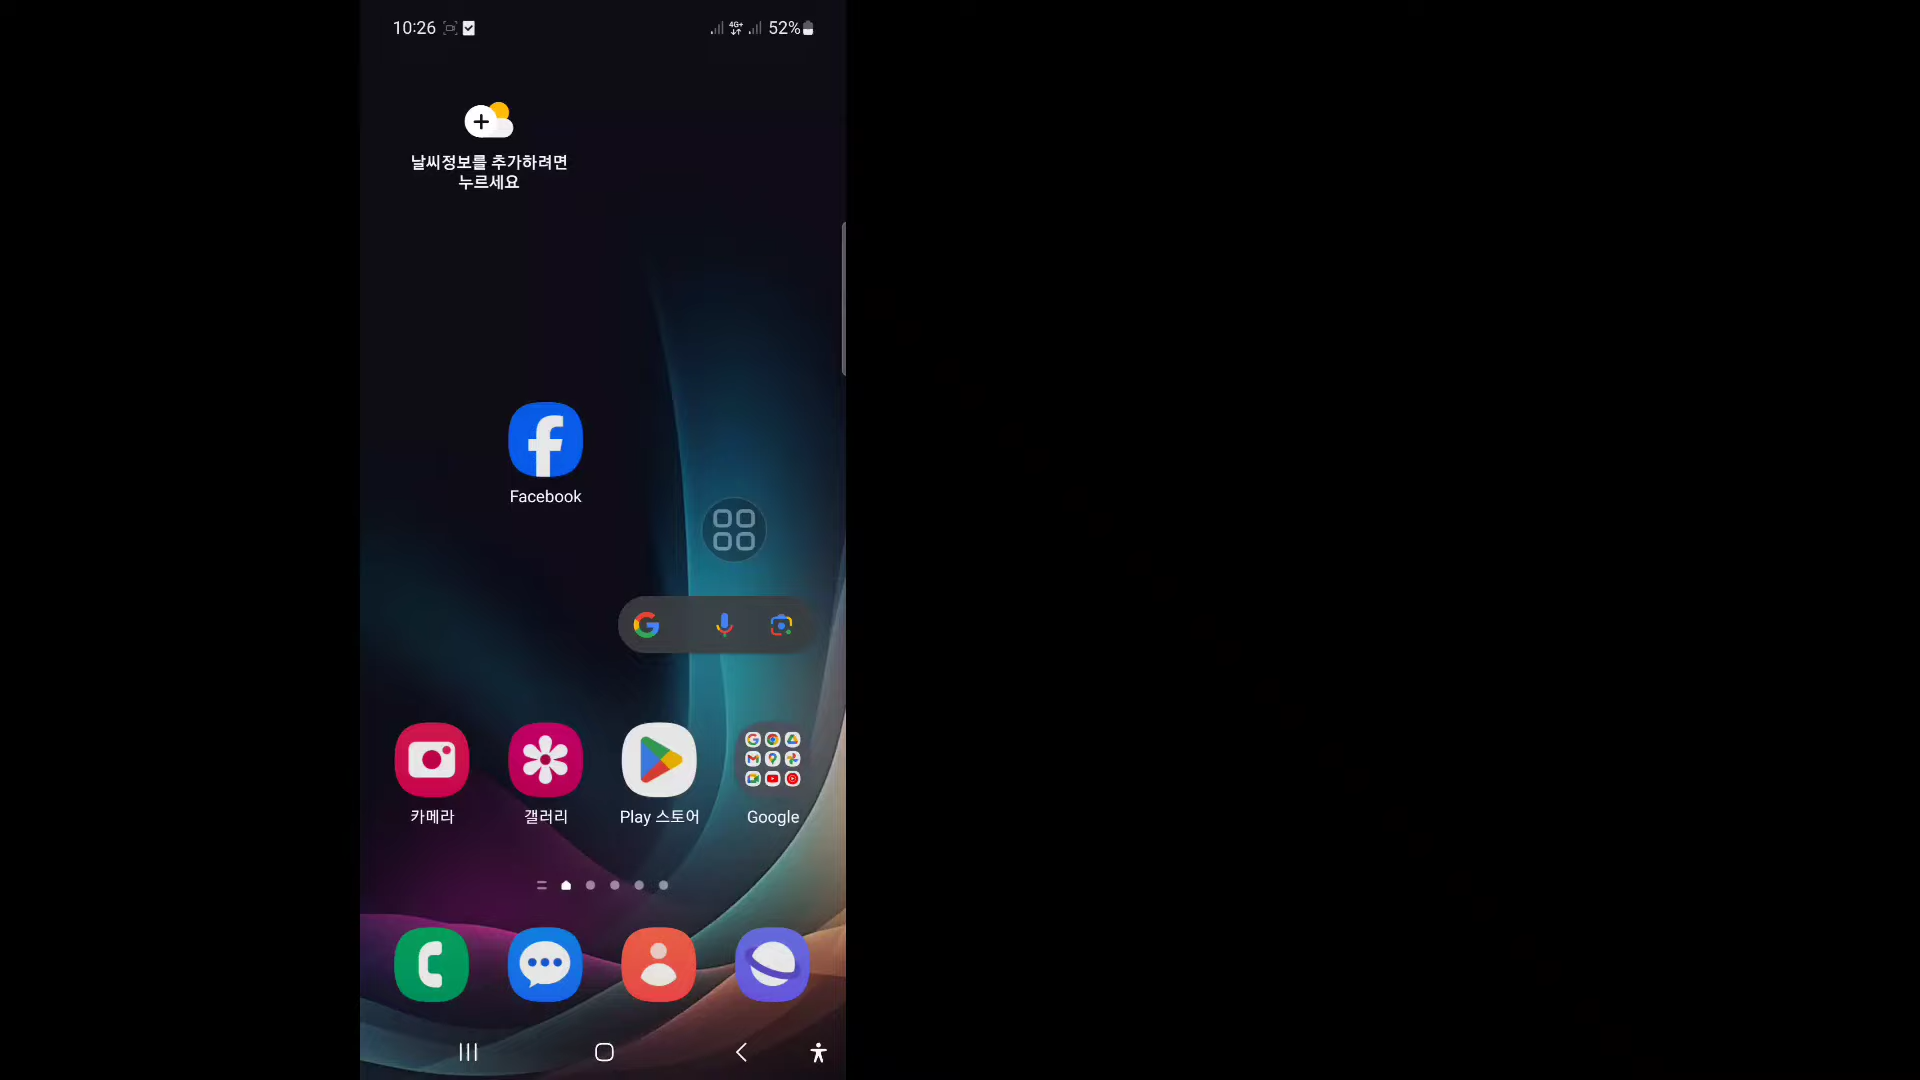 10:26
4G+
52%
날씨정보를 추가하려면
누르세요
Facebook
카메라
갤러리
Play 스토어
Google